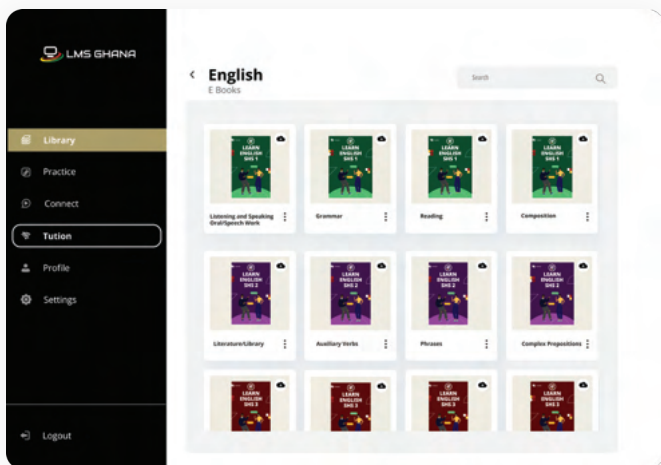 LMS GHANA
Library
Practice
Connect
Tution
Profile
Settings
Logout
English
E Books
Search
LEARN
ENGLISH
SHS 1
LEARN
ENGLISH
SHS 1
LEARN
ENGLISH
SHS 1
LEARN
ENGLISH
SHS 1
Listening and Speaking
Oral/Speech Work
Grammar
Reading
Composition
LEARN
ENGLISH
SHS 2
LEARN
ENGLISH
SHS 2
LEARN
ENGLISH
SHS 2
LEARN
ENGLISH
SHS 2
Literature/Library
Auxiliary Verbs
Phrases
Complex Prepositions
LEARN
ENGLISH
SHS 3
LEARN
ENGLISH
SHS 3
LEARN
ENGLISH
SHS 3
LEARN
ENGLISH
SHS 3